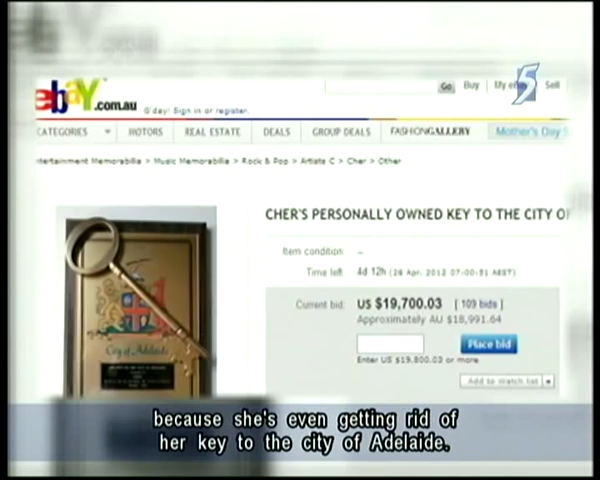 5
ebay.com.au
G'day! Sign in or register.
Go Buy My eB Sell
CATEGORIES MOTORS REAL ESTATE DEALS GROUP DEALS FASHIONGALLERY Mother's Day
ntertainment Memorabilia > Music Memorabilia > Rock & Pop > Artists C > Cher > Other
CHER'S PERSONALLY OWNED KEY TO THE CITY OF
Item condition: --
Time left: 4d 12h (26 Apr, 2012 07:00:31 AEST)
Current bid: US $19,700.03 [ 109 bids ]
Approximately AU $18,991.64
Place bid
Enter US $19,800.03 or more
Add to Watch list
City of Adelaide
because she's even getting rid of
her key to the city of Adelaide.